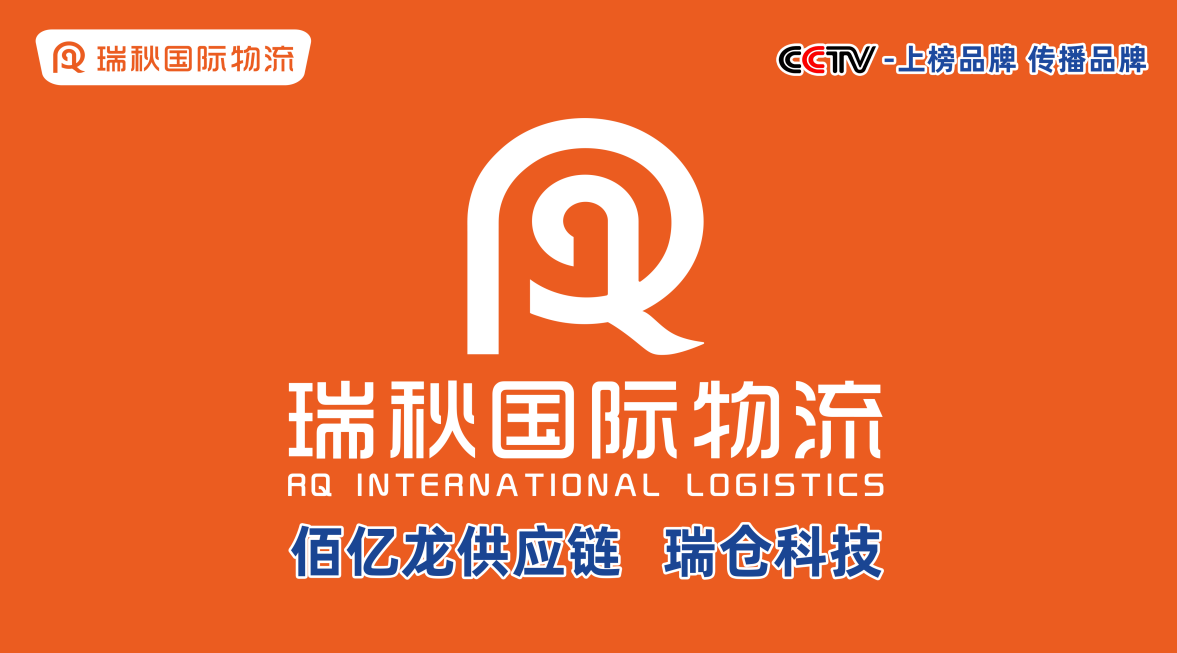 瑞秋国际物流
CCTV-上榜品牌 传播品牌
瑞秋国际物流
RQ INTERNATIONAL LOGISTICS
佰亿龙供应链 瑞仓科技